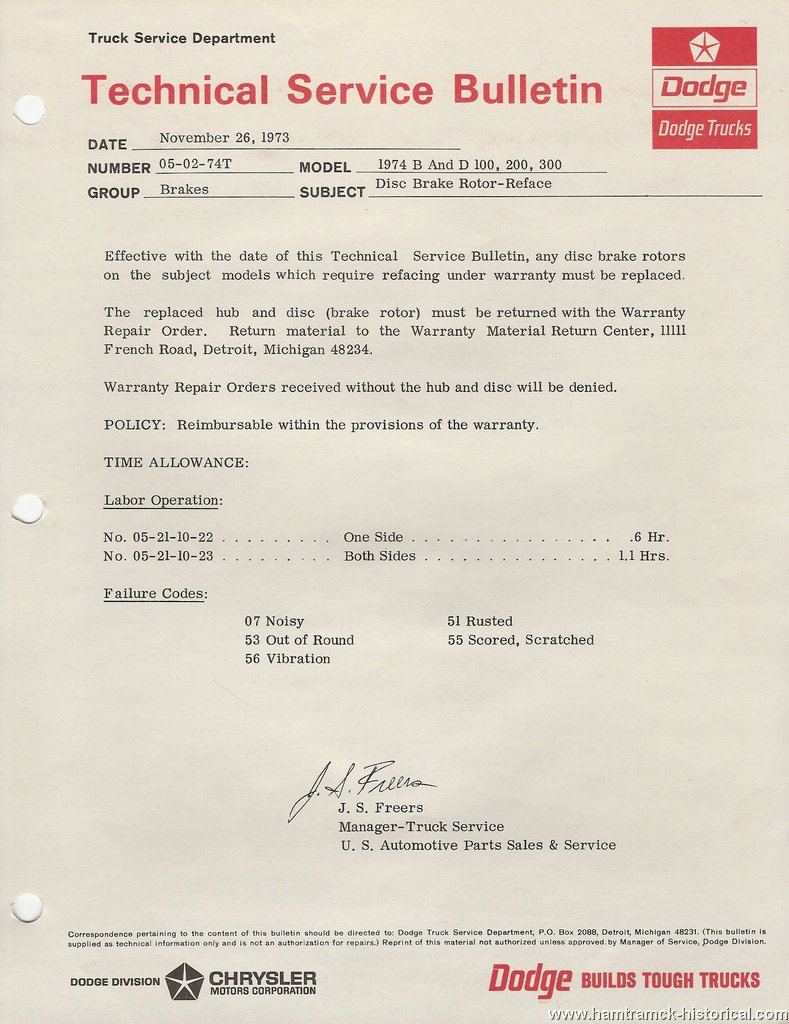 Truck Service Department
Technical Service Bulletin
Dodge
Dodge Trucks
DATE November 26, 1973
NUMBER 05-02-74T MODEL 1974 B And D 100, 200, 300
GROUP Brakes SUBJECT Disc Brake Rotor-Reface
Effective with the date of this Technical Service Bulletin, any disc brake rotors
on the subject models which require refacing under warranty must be replaced.
The replaced hub and disc (brake rotor) must be returned with the Warranty
Repair Order. Return material to the Warranty Material Return Center, 11111
French Road, Detroit, Michigan 48234.
Warranty Repair Orders received without the hub and disc will be denied.
POLICY: Reimbursable within the provisions of the warranty.
TIME ALLOWANCE:
Labor Operation:
No. 05-21-10-22 . . . . . . . . . One Side . . . . . . . . . . . . . . . . .6 Hr.
No. 05-21-10-23 . . . . . . . . . Both Sides . . . . . . . . . . . . . . . 1.1 Hrs.
Failure Codes:
07 Noisy 51 Rusted
53 Out of Round 55 Scored, Scratched
56 Vibration
J. S. Freers
J. S. Freers
Manager-Truck Service
U. S. Automotive Parts Sales & Service
Correspondence pertaining to the content of this bulletin should be directed to: Dodge Truck Service Department, P.O. Box 2088, Detroit, Michigan 48231. (This bulletin is
supplied as technical information only and is not an authorization for repairs.) Reprint of this material not authorized unless approved by Manager of Service, Dodge Division.
DODGE DIVISION CHRYSLER
MOTORS CORPORATION
Dodge BUILDS TOUGH TRUCKS
www.hamtramck-historical.com